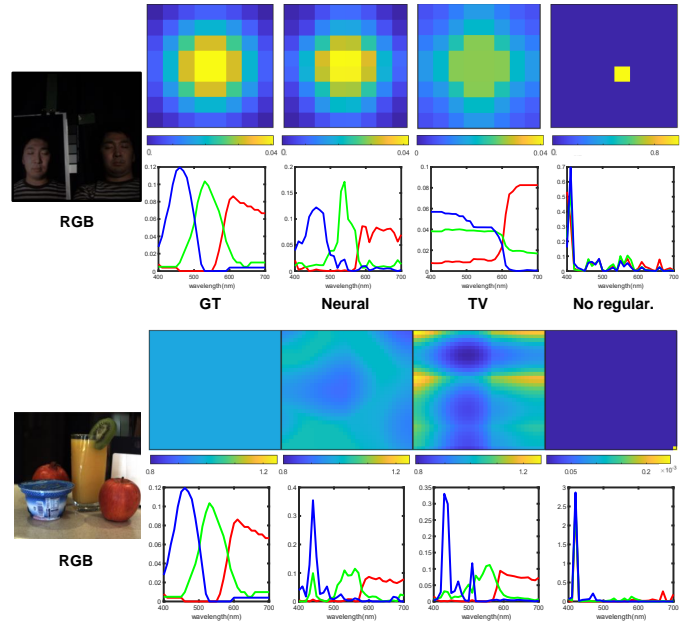 0. 0.04 0 0.04 0 0.04 0. 0.8
0.12 0.1 0.08 0.06 0.04 0.02 0
0.2 0.15 0.1 0.05 0
0.1 0.08 0.06 0.04 0.02 0
0.7 0.6 0.5 0.4 0.3 0.2 0.1 0
400 500 600 700 400 500 600 700 400 500 600 700 400 500 600 700
wavelength(nm) wavelength(nm) wavelength(nm) wavelength(nm)
RGB
GT Neural TV No regular.
0.8 1.2 0.8 1.2 0.8 1.2 0.05 0.2 ×10⁻³
0.12 0.1 0.08 0.06 0.04 0.02 0
0.4 0.3 0.2 0.1 0
0.35 0.3 0.25 0.2 0.15 0.1 0.05 0
3 2.5 2 1.5 1 0.5 0
400 500 600 700 400 500 600 700 400 500 600 700 400 500 600 700
wavelength(nm) wavelength(nm) wavelength(nm) wavelength(nm)
RGB